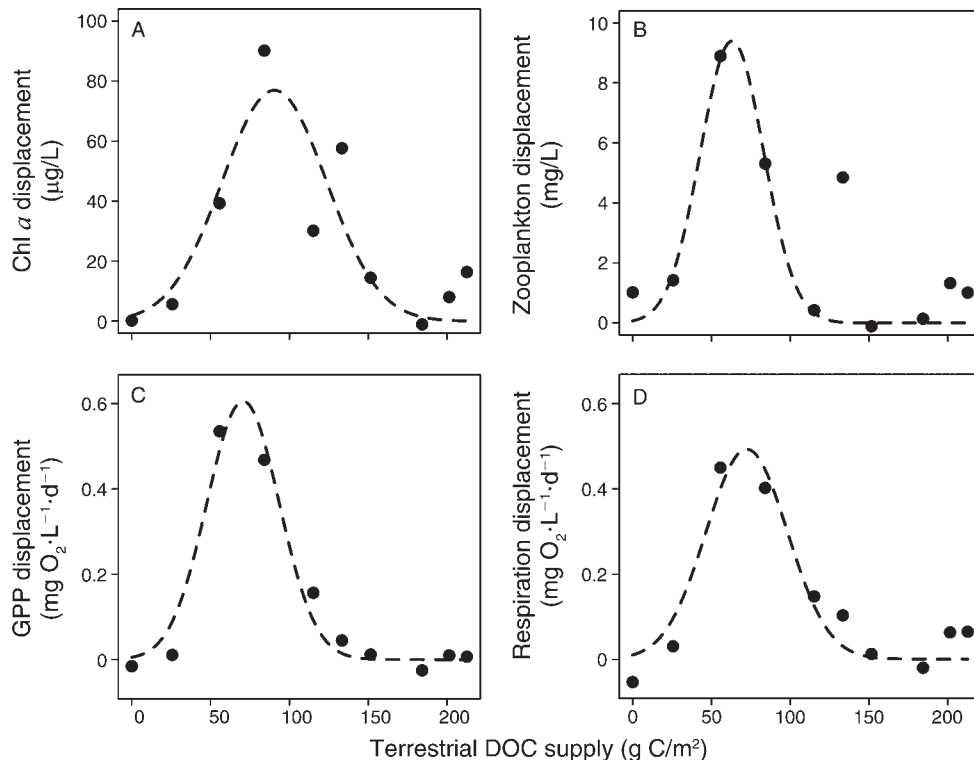 A
100
80
60
40
20
0
Chl a displacement
(µg/L)
B
10
8
6
4
2
0
Zooplankton displacement
(mg/L)
C
0.6
0.4
0.2
0
GPP displacement
(mg O₂·L⁻¹·d⁻¹)
0 50 100 150 200
D
0.6
0.4
0.2
0
Respiration displacement
(mg O₂·L⁻¹·d⁻¹)
0 50 100 150 200
Terrestrial DOC supply (g C/m²)